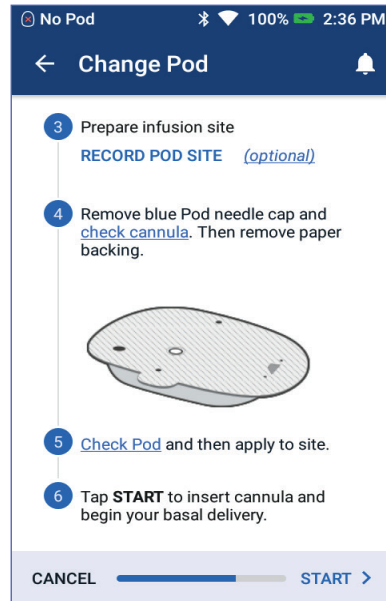 No Pod 100% 2:36 PM
Change Pod
3 Prepare infusion site
RECORD POD SITE (optional)
4 Remove blue Pod needle cap and
check cannula. Then remove paper
backing.
5 Check Pod and then apply to site.
6 Tap START to insert cannula and
begin your basal delivery.
CANCEL START